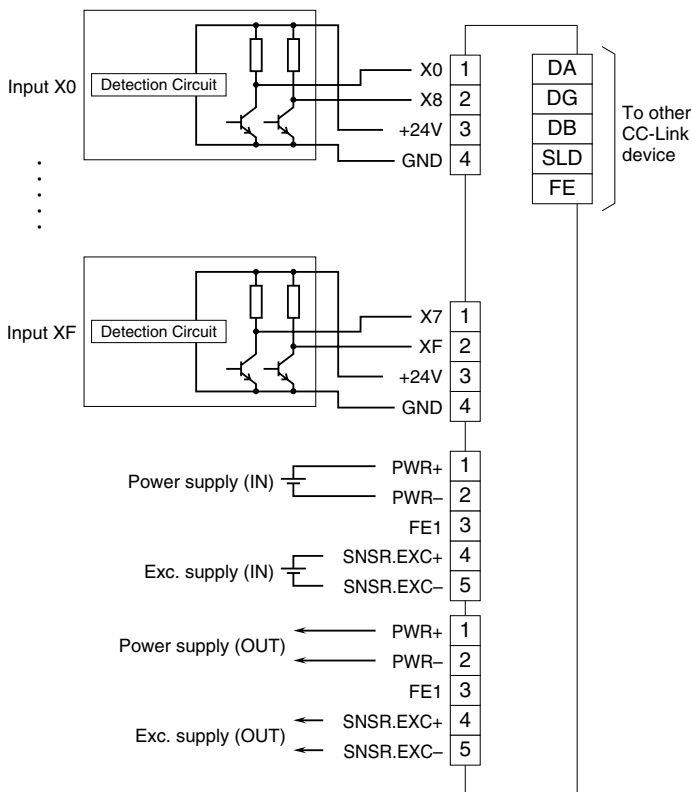 Input X0
Detection Circuit
X0 1
X8 2
+24V 3
GND 4
DA
DG
DB
SLD
FE
To other
CC-Link
device
Input XF
Detection Circuit
X7 1
XF 2
+24V 3
GND 4
Power supply (IN)
PWR+ 1
PWR– 2
FE1 3
Exc. supply (IN)
SNSR.EXC+ 4
SNSR.EXC– 5
Power supply (OUT)
PWR+ 1
PWR– 2
FE1 3
Exc. supply (OUT)
SNSR.EXC+ 4
SNSR.EXC– 5